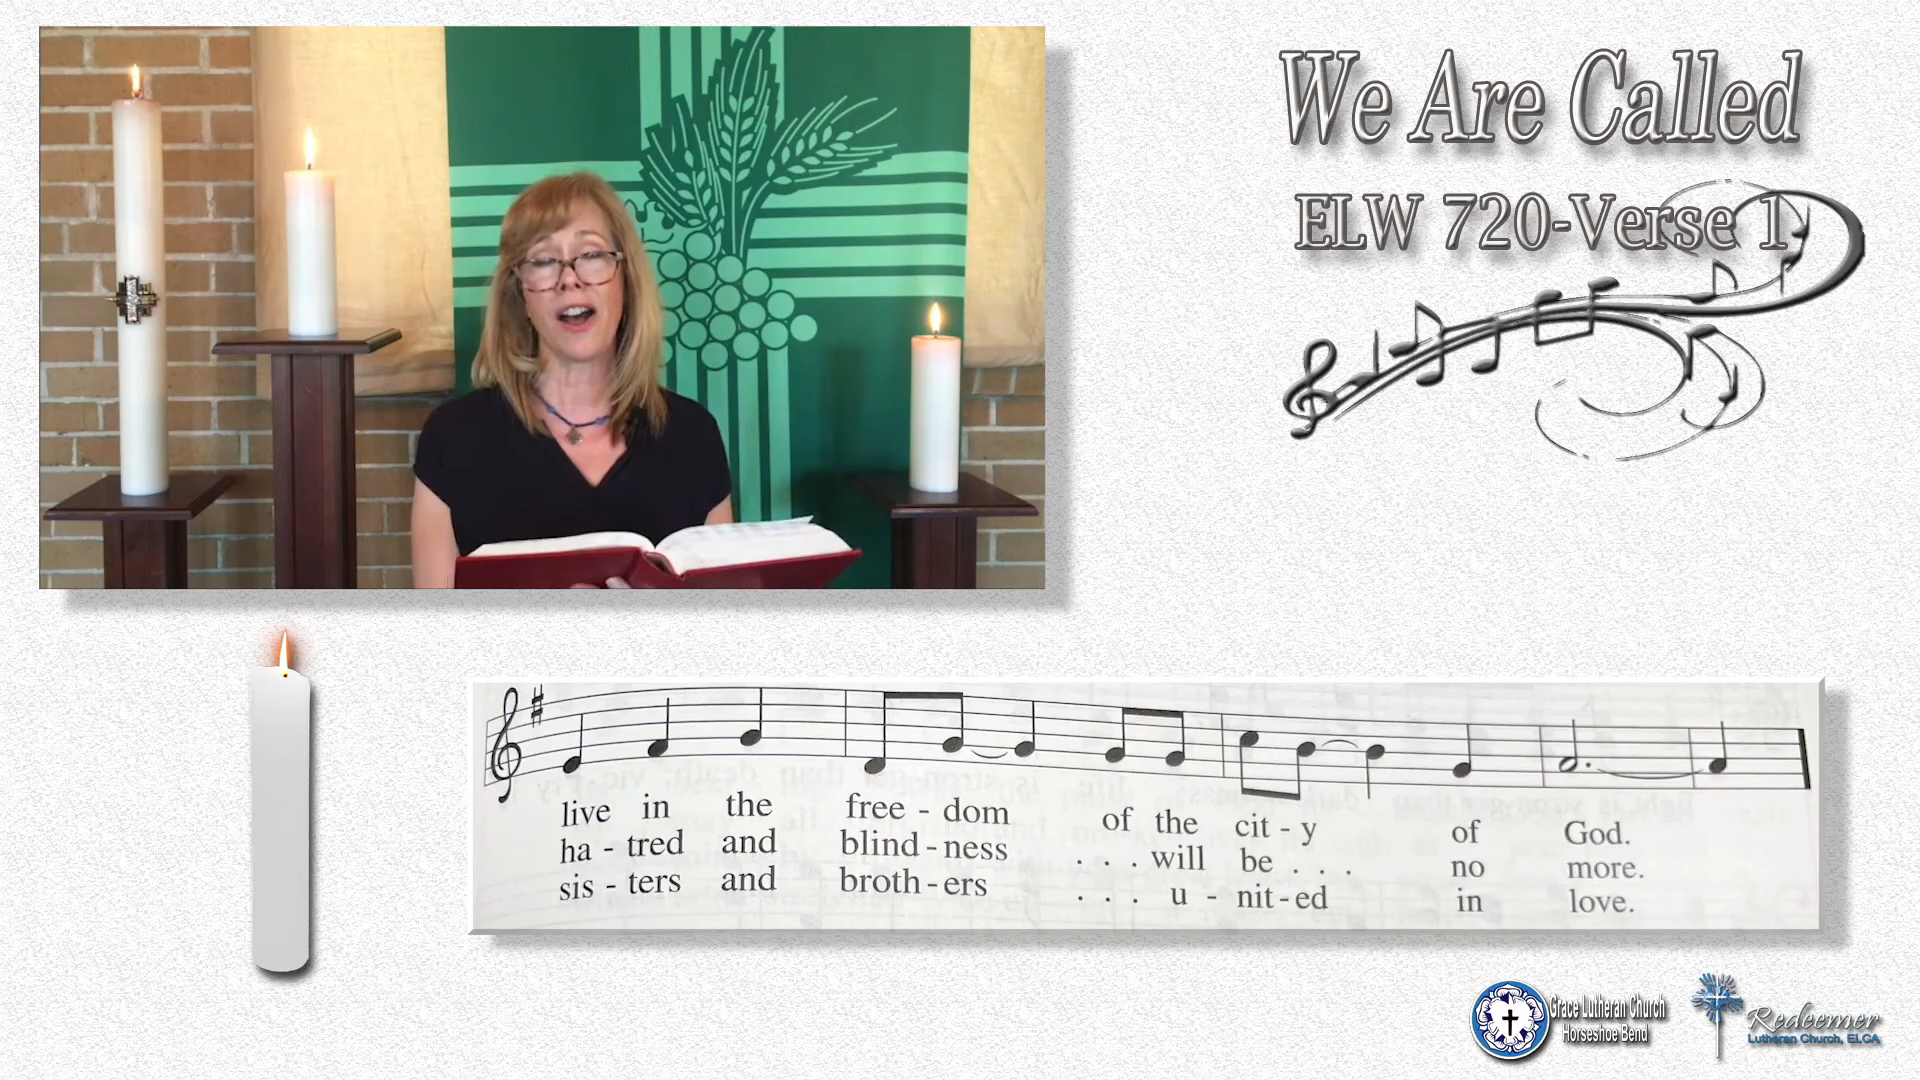 We Are Called
ELW 720-Verse 1
live in the free - dom of the cit - y of God.
ha - tred and blind - ness . . . will be . . . no more.
sis - ters and broth - ers . . . u - nit - ed in love.
Grace Lutheran Church
Horseshoe Bend
Redeemer
Lutheran Church, ELCA